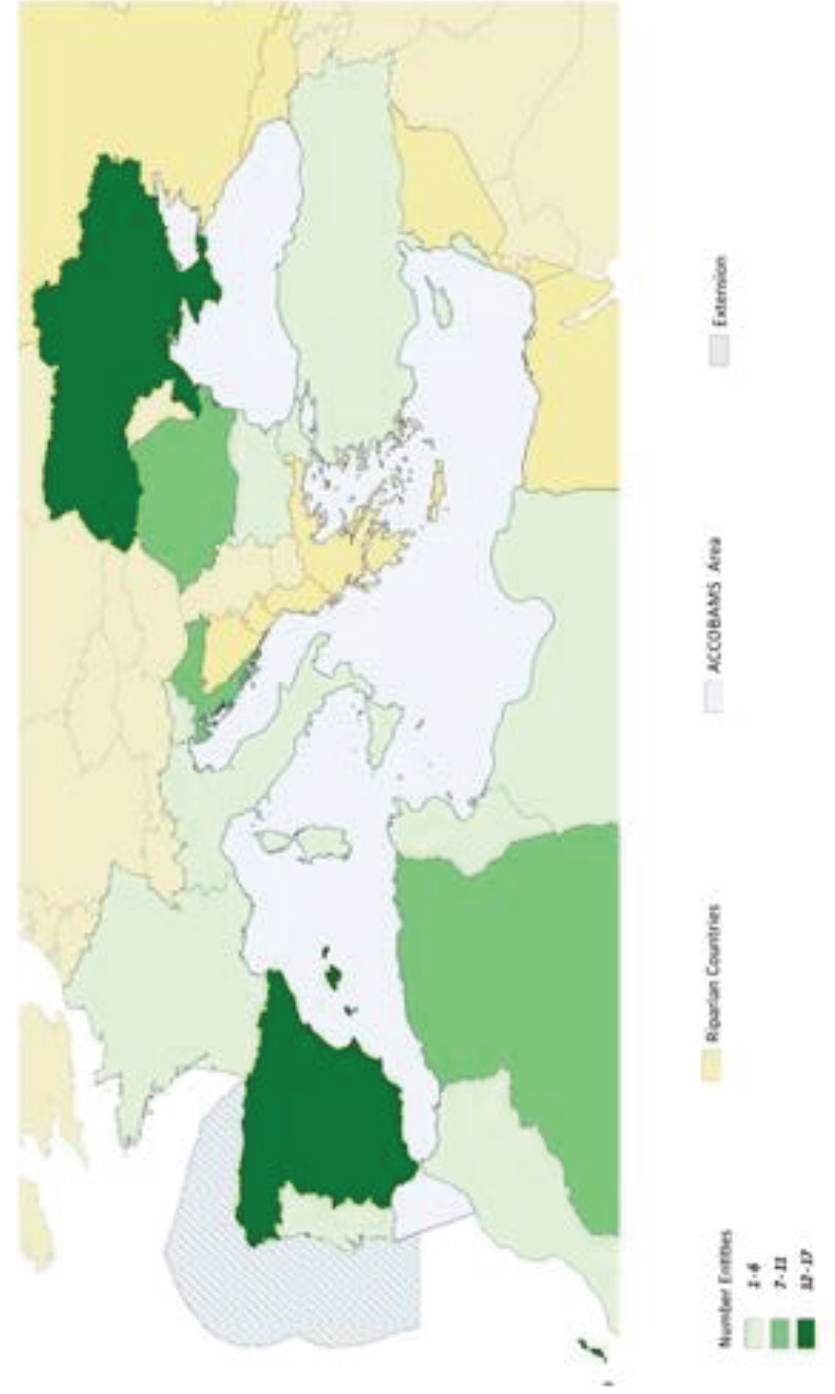 Number Entities
1-6
7-11
12-17
Riparian Countries
ACCOBAMS Area
Extension